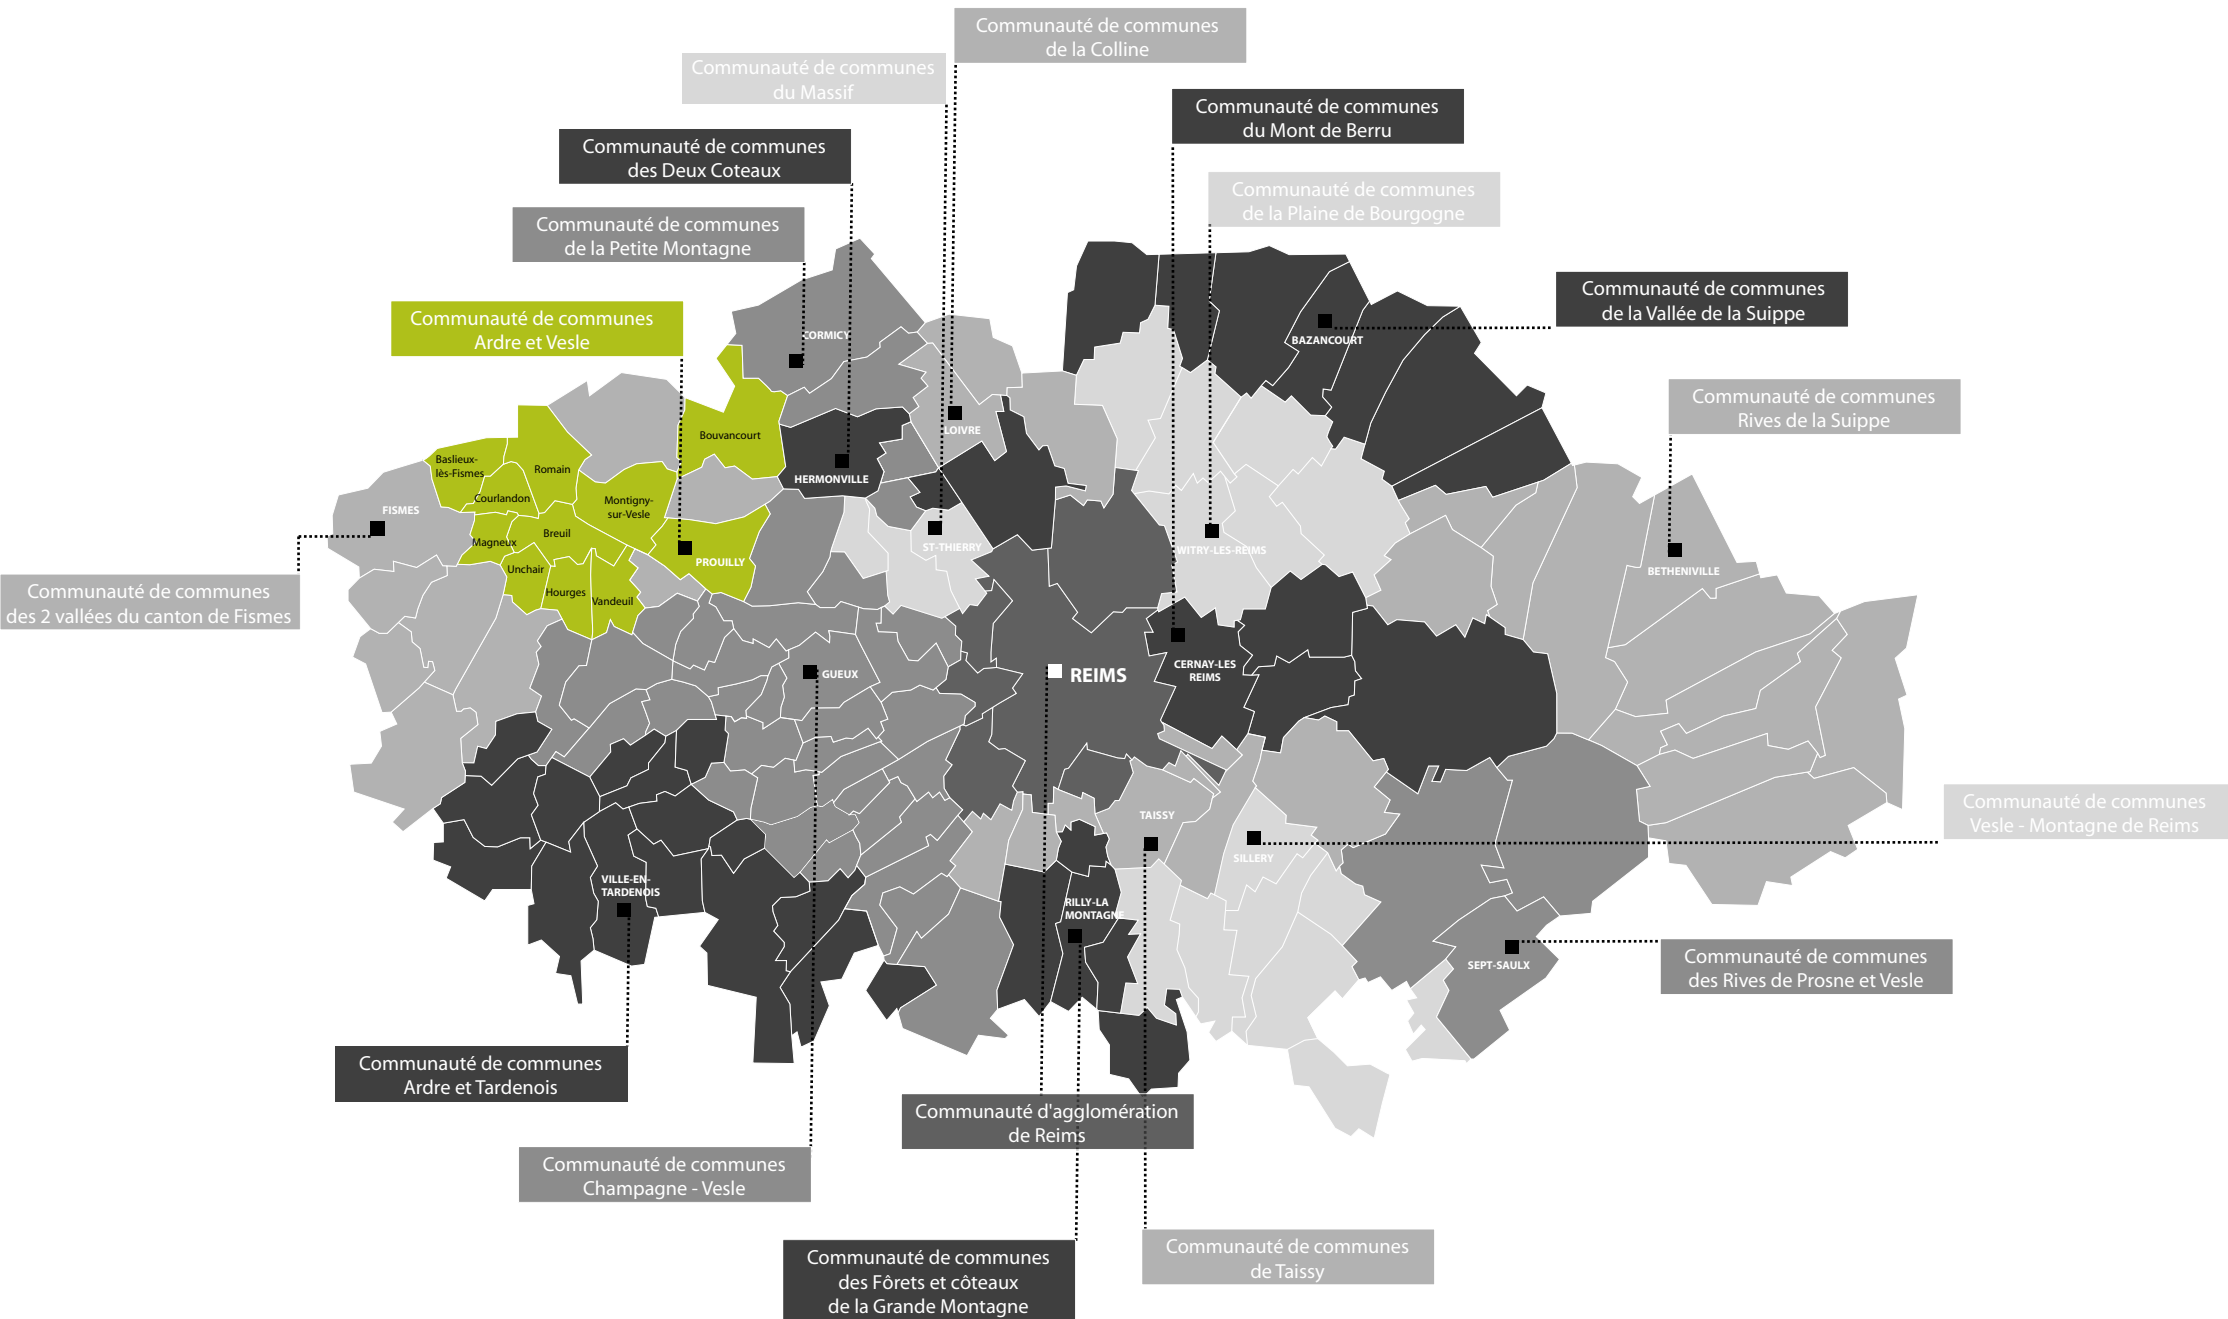 Communauté de communes
de la Colline
Communauté de communes
du Massif
Communauté de communes
du Mont de Berru
Communauté de communes
des Deux Coteaux
Communauté de communes
de la Plaine de Bourgogne
Communauté de communes
de la Petite Montagne
Communauté de communes
de la Vallée de la Suippe
Communauté de communes
Ardre et Vesle
CORMICY
BAZANCOURT
Communauté de communes
Rives de la Suippe
LOIVRE
Bouvancourt
Baslieux-
lès-Fismes
Romain
HERMONVILLE
Courlandon
Montigny-
sur-Vesle
FISMES
Breuil
Magneux
ST-THIERRY
WITRY-LES-REIMS
PROUILLY
Unchair
BETHENIVILLE
Hourges
Vandeuil
Communauté de communes
des 2 vallées du canton de Fismes
CERNAY-LES
REIMS
GUEUX
REIMS
Communauté de communes
Vesle - Montagne de Reims
TAISSY
SILLERY
VILLE-EN-
TARDENOIS
RILLY-LA
MONTAGNE
SEPT-SAULX
Communauté de communes
des Rives de Prosne et Vesle
Communauté de communes
Ardre et Tardenois
Communauté d'agglomération
de Reims
Communauté de communes
Champagne - Vesle
Communauté de communes
de Taissy
Communauté de communes
des Fôrets et côteaux
de la Grande Montagne